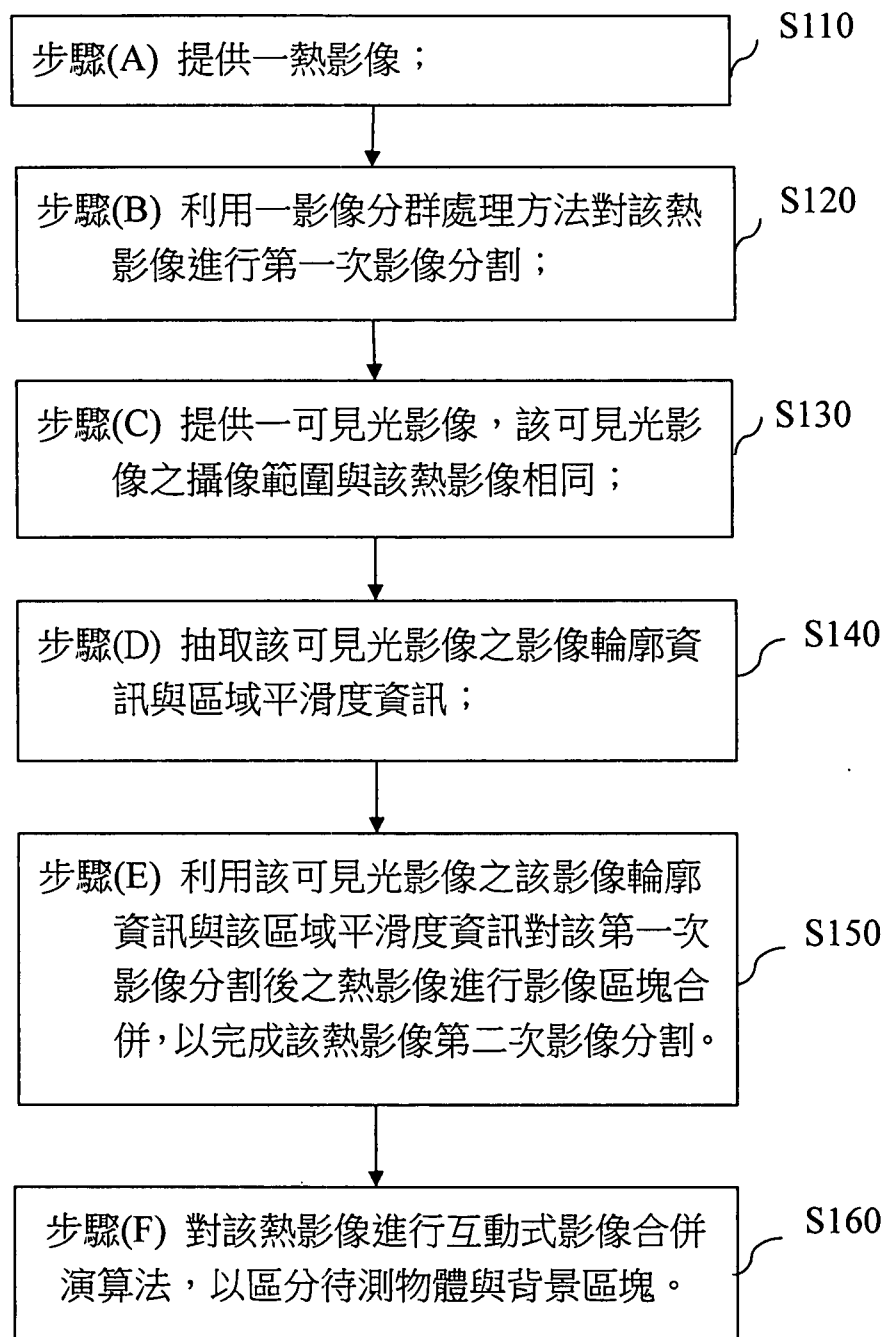 步驟(A) 提供一熱影像；
S110
步驟(B) 利用一影像分群處理方法對該熱
影像進行第一次影像分割；
S120
步驟(C) 提供一可見光影像，該可見光影
像之攝像範圍與該熱影像相同；
S130
步驟(D) 抽取該可見光影像之影像輪廓資
訊與區域平滑度資訊；
S140
步驟(E) 利用該可見光影像之該影像輪廓
資訊與該區域平滑度資訊對該第一次
影像分割後之熱影像進行影像區塊合
併，以完成該熱影像第二次影像分割。
S150
步驟(F) 對該熱影像進行互動式影像合併
演算法，以區分待測物體與背景區塊。
S160